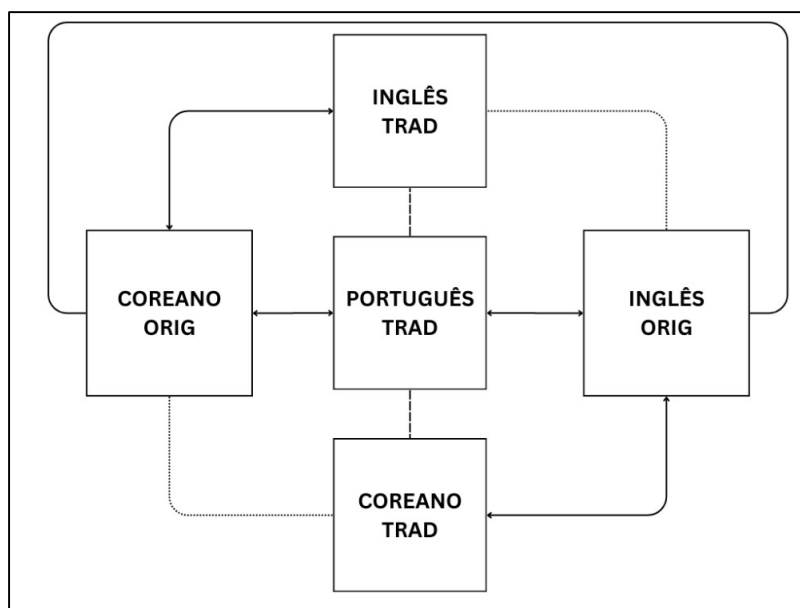 INGLÊS
TRAD
COREANO
ORIG
PORTUGUÊS
TRAD
INGLÊS
ORIG
COREANO
TRAD